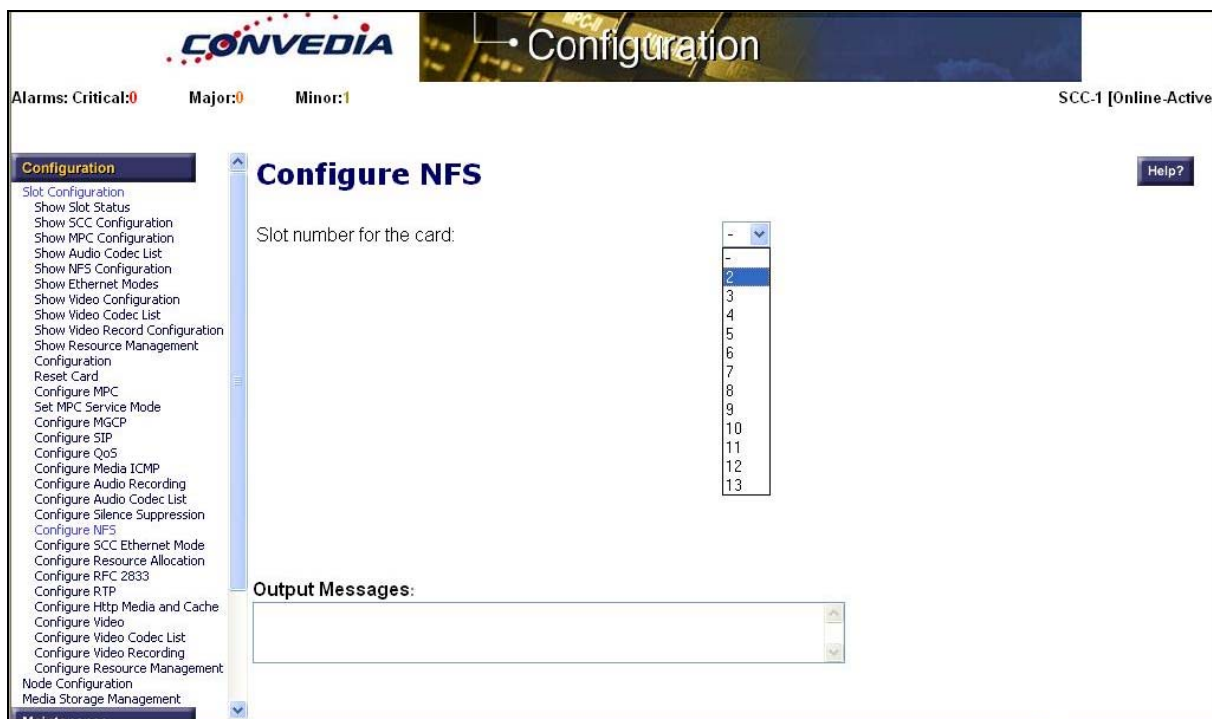 CONVEDIA
MPC-II
Configuration
Alarms: Critical:0 Major:0 Minor:1
SCC-1 [Online-Active
Configuration
Slot Configuration
Show Slot Status
Show SCC Configuration
Show MPC Configuration
Show Audio Codec List
Show NFS Configuration
Show Ethernet Modes
Show Video Configuration
Show Video Codec List
Show Video Record Configuration
Show Resource Management
Configuration
Reset Card
Configure MPC
Set MPC Service Mode
Configure MGCP
Configure SIP
Configure QoS
Configure Media ICMP
Configure Audio Recording
Configure Audio Codec List
Configure Silence Suppression
Configure NFS
Configure SCC Ethernet Mode
Configure Resource Allocation
Configure RFC 2833
Configure RTP
Configure Http Media and Cache
Configure Video
Configure Video Codec List
Configure Video Recording
Configure Resource Management
Node Configuration
Media Storage Management
Configure NFS
Help?
Slot number for the card:
-
-
2
3
4
5
6
7
8
9
10
11
12
13
Output Messages: